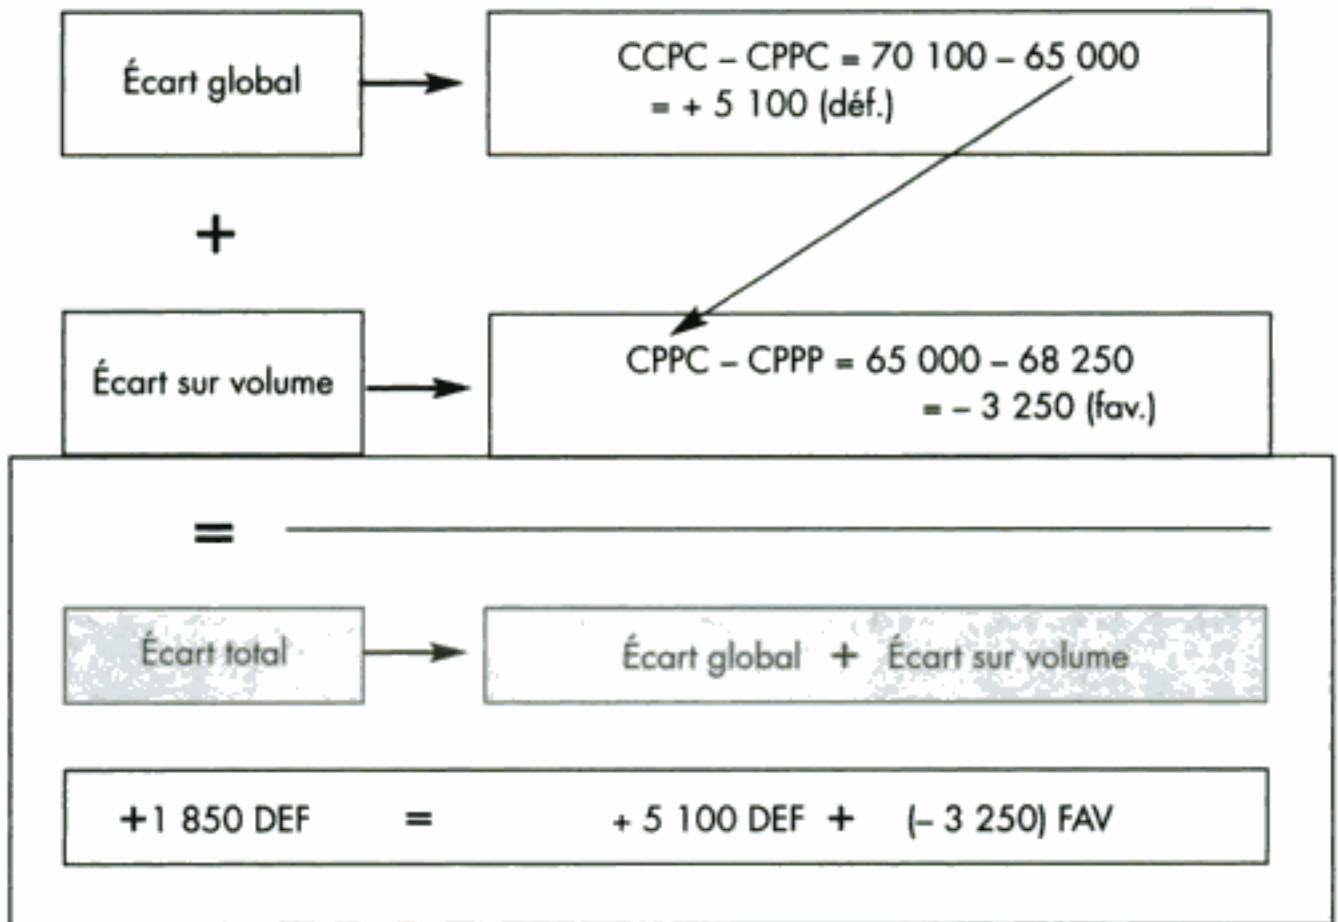 Écart global
CCPC – CPPC = 70 100 – 65 000
= + 5 100 (déf.)
+
Écart sur volume
CPPC – CPPP = 65 000 – 68 250
= – 3 250 (fav.)
=
Écart total
Écart global + Écart sur volume
+1 850 DEF = + 5 100 DEF + (– 3 250) FAV